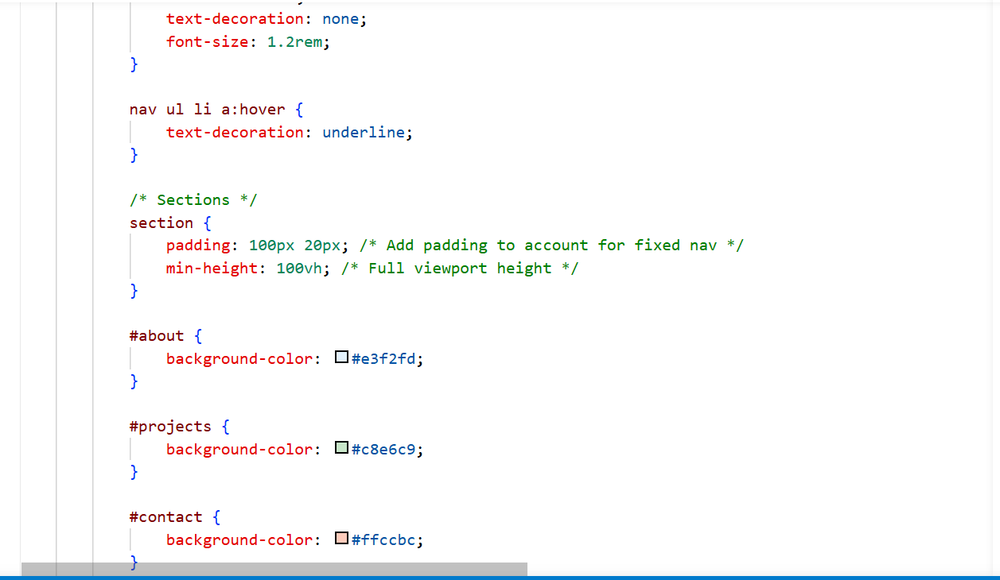 text-decoration: none;
font-size: 1.2rem;
}
nav ul li a:hover {
text-decoration: underline;
}
/* Sections */
section {
padding: 100px 20px; /* Add padding to account for fixed nav */
min-height: 100vh; /* Full viewport height */
}
#about {
background-color: #e3f2fd;
}
#projects {
background-color: #c8e6c9;
}
#contact {
background-color: #ffccbc;
}